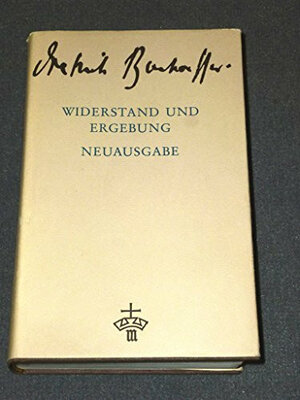 Dietrich Bonhoeffer.
WIDERSTAND UND
ERGEBUNG
NEUAUSGABE